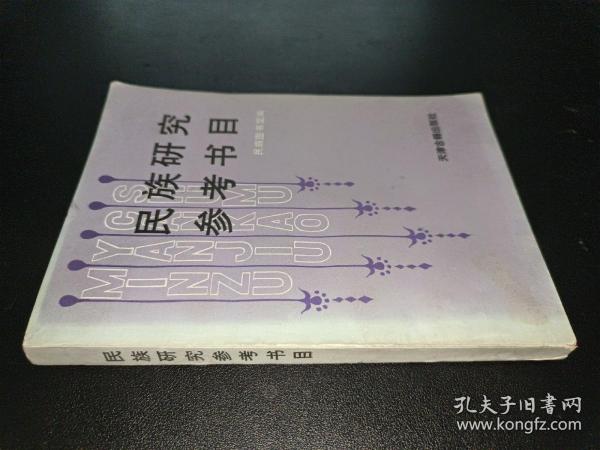 民族研究
参考书目
天津古籍出版社
SHUMU
CANKAO
YANJIU
MINZU
民族研究参考书目
孔夫子旧书网
www.kongfz.com